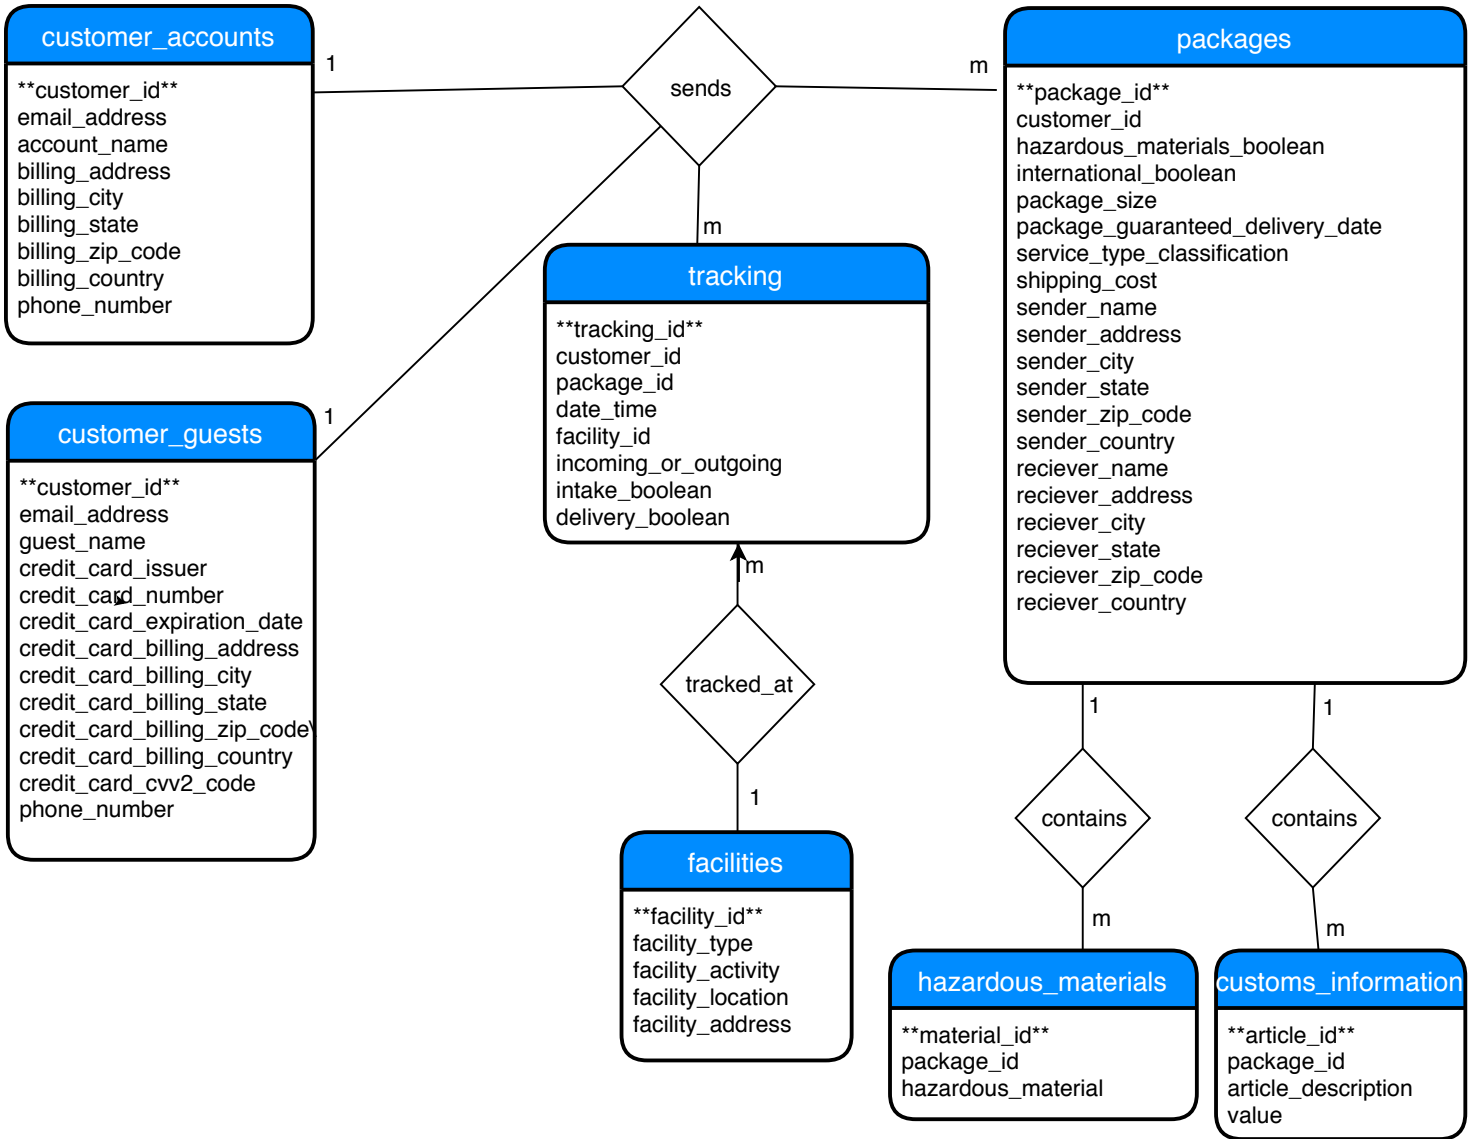 customer_accounts
**customer_id**
email_address
account_name
billing_address
billing_city
billing_state
billing_zip_code
billing_country
phone_number
1
sends
m
m
packages
**package_id**
customer_id
hazardous_materials_boolean
international_boolean
package_size
package_guaranteed_delivery_date
service_type_classification
shipping_cost
sender_name
sender_address
sender_city
sender_state
sender_zip_code
sender_country
reciever_name
reciever_address
reciever_city
reciever_state
reciever_zip_code
reciever_country
tracking
**tracking_id**
customer_id
package_id
date_time
facility_id
incoming_or_outgoing
intake_boolean
delivery_boolean
1
customer_guests
**customer_id**
email_address
guest_name
credit_card_issuer
credit_card_number
credit_card_expiration_date
credit_card_billing_address
credit_card_billing_city
credit_card_billing_state
credit_card_billing_zip_code\
credit_card_billing_country
credit_card_cvv2_code
phone_number
m
tracked_at
1
facilities
**facility_id**
facility_type
facility_activity
facility_location
facility_address
1
contains
m
hazardous_materials
**material_id**
package_id
hazardous_material
1
contains
m
customs_information
**article_id**
package_id
article_description
value